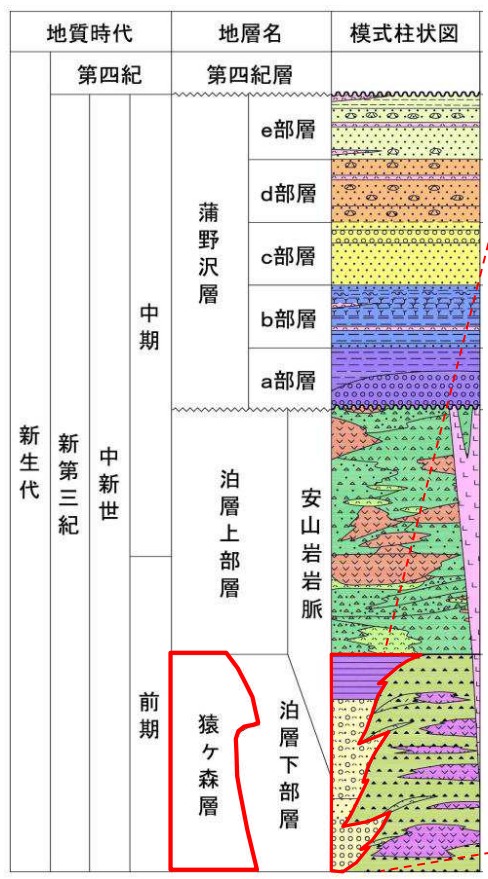 地質時代
地層名
模式柱状図
第四紀
第四紀層
新生代
新第三紀
中新世
中期
前期
蒲野沢層
e部層
d部層
c部層
b部層
a部層
泊層上部層
安山岩岩脈
猿ヶ森層
泊層下部層